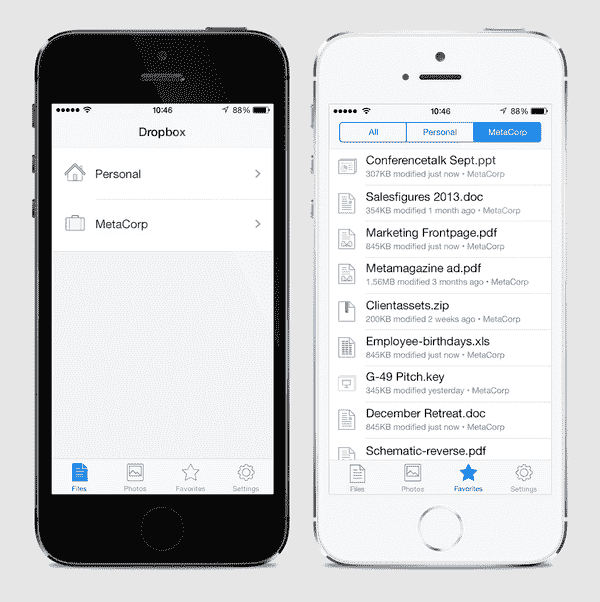 10:46
88%
Dropbox
Personal
MetaCorp
Files
Photos
Favorites
Settings
10:46
88%
All
Personal
MetaCorp
Conferencetalk Sept.ppt
307KB modified just now • MetaCorp
Salesfigures 2013.doc
354KB modified 1 month ago • MetaCorp
Marketing Frontpage.pdf
845KB modified just now • MetaCorp
Metamagazine ad.pdf
1.56MB modified 3 months ago • MetaCorp
Clientassets.zip
200KB modified 2 weeks ago • MetaCorp
Employee-birthdays.xls
845KB modified just now • MetaCorp
G-49 Pitch.key
345KB modified yesterday • MetaCorp
December Retreat.doc
845KB modified just now • MetaCorp
Schematic-reverse.pdf
Files
Photos
Favorites
Settings